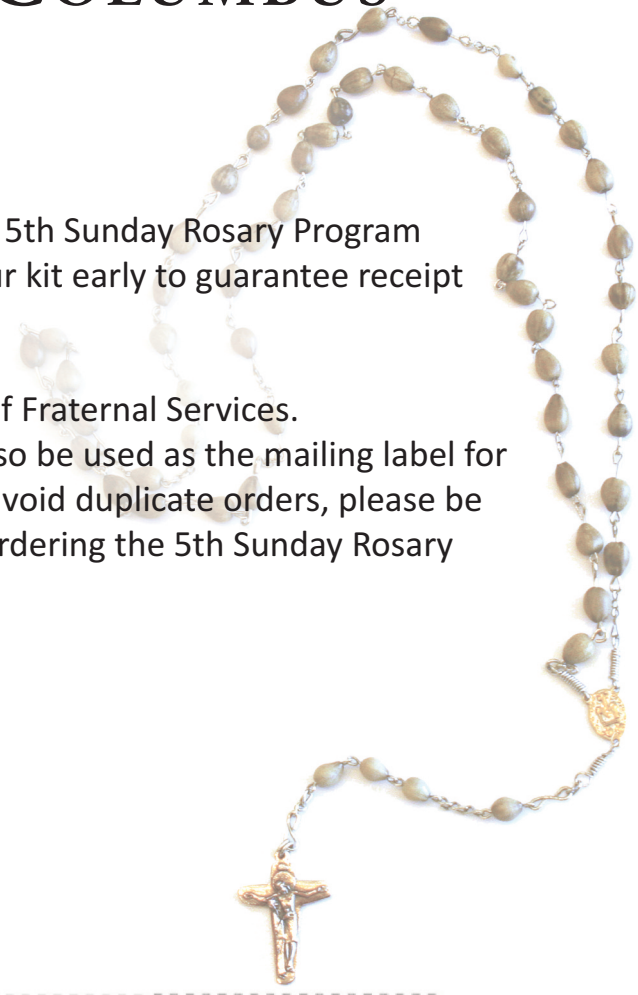 COLUMBUS
5th Sunday Rosary Program
r kit early to guarantee receipt
f Fraternal Services.
so be used as the mailing label for
void duplicate orders, please be
rdering the 5th Sunday Rosary